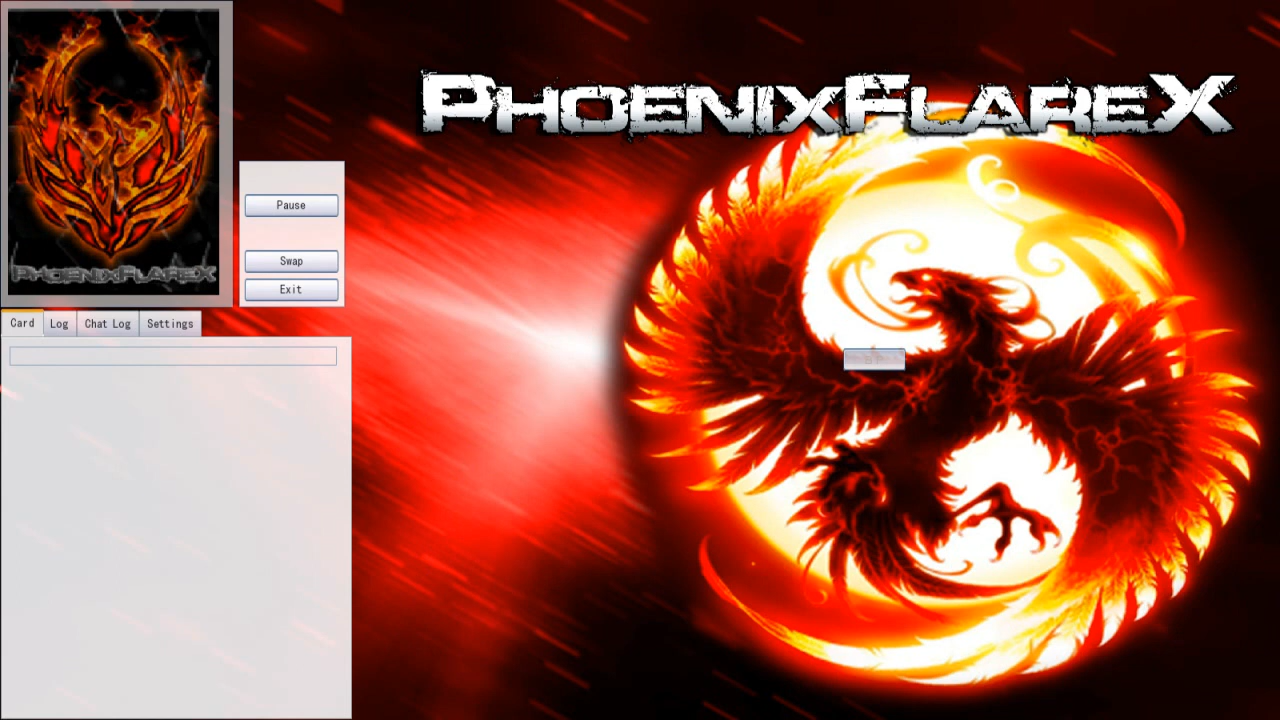 PhoenixFlareX
PhoenixFlareX
Pause
Swap
Exit
Card Log Chat Log Settings